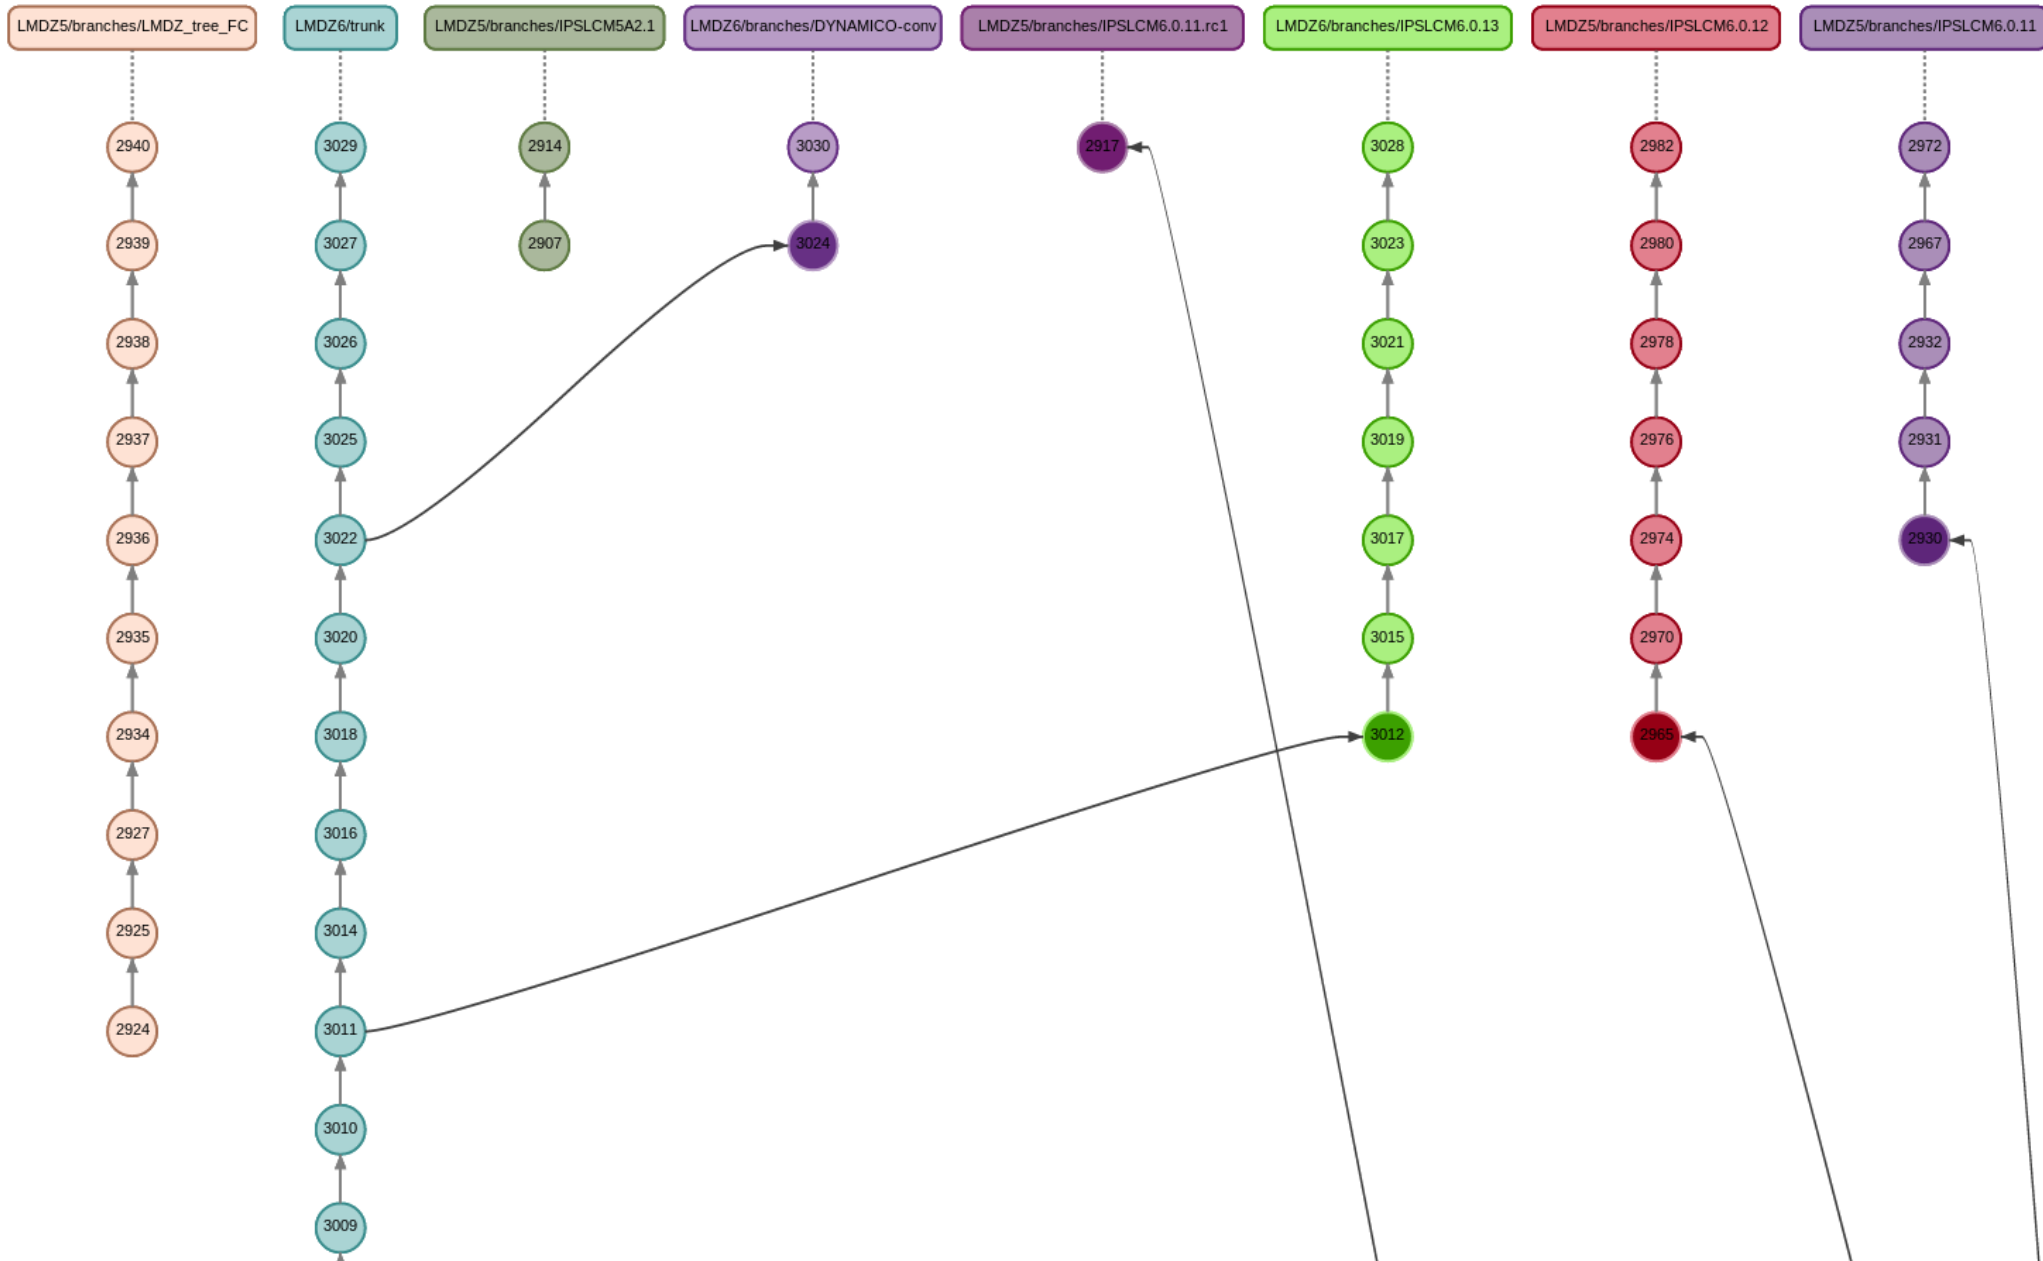 LMDZ5/branches/LMDZ_tree_FC LMDZ6/trunk LMDZ5/branches/IPSLCM5A2.1 LMDZ6/branches/DYNAMICO-conv LMDZ5/branches/IPSLCM6.0.11.rc1 LMDZ6/branches/IPSLCM6.0.13 LMDZ5/branches/IPSLCM6.0.12 LMDZ5/branches/IPSLCM6.0.11
2940 3029 2914 3030 2917 3028 2982 2972
2939 3027 2907 3024 3023 2980 2967
2938 3026 3021 2978 2932
2937 3025 3019 2976 2931
2936 3022 3017 2974 2930
2935 3020 3015 2970
2934 3018 3012 2965
2927 3016
2925 3014
2924 3011
3010
3009